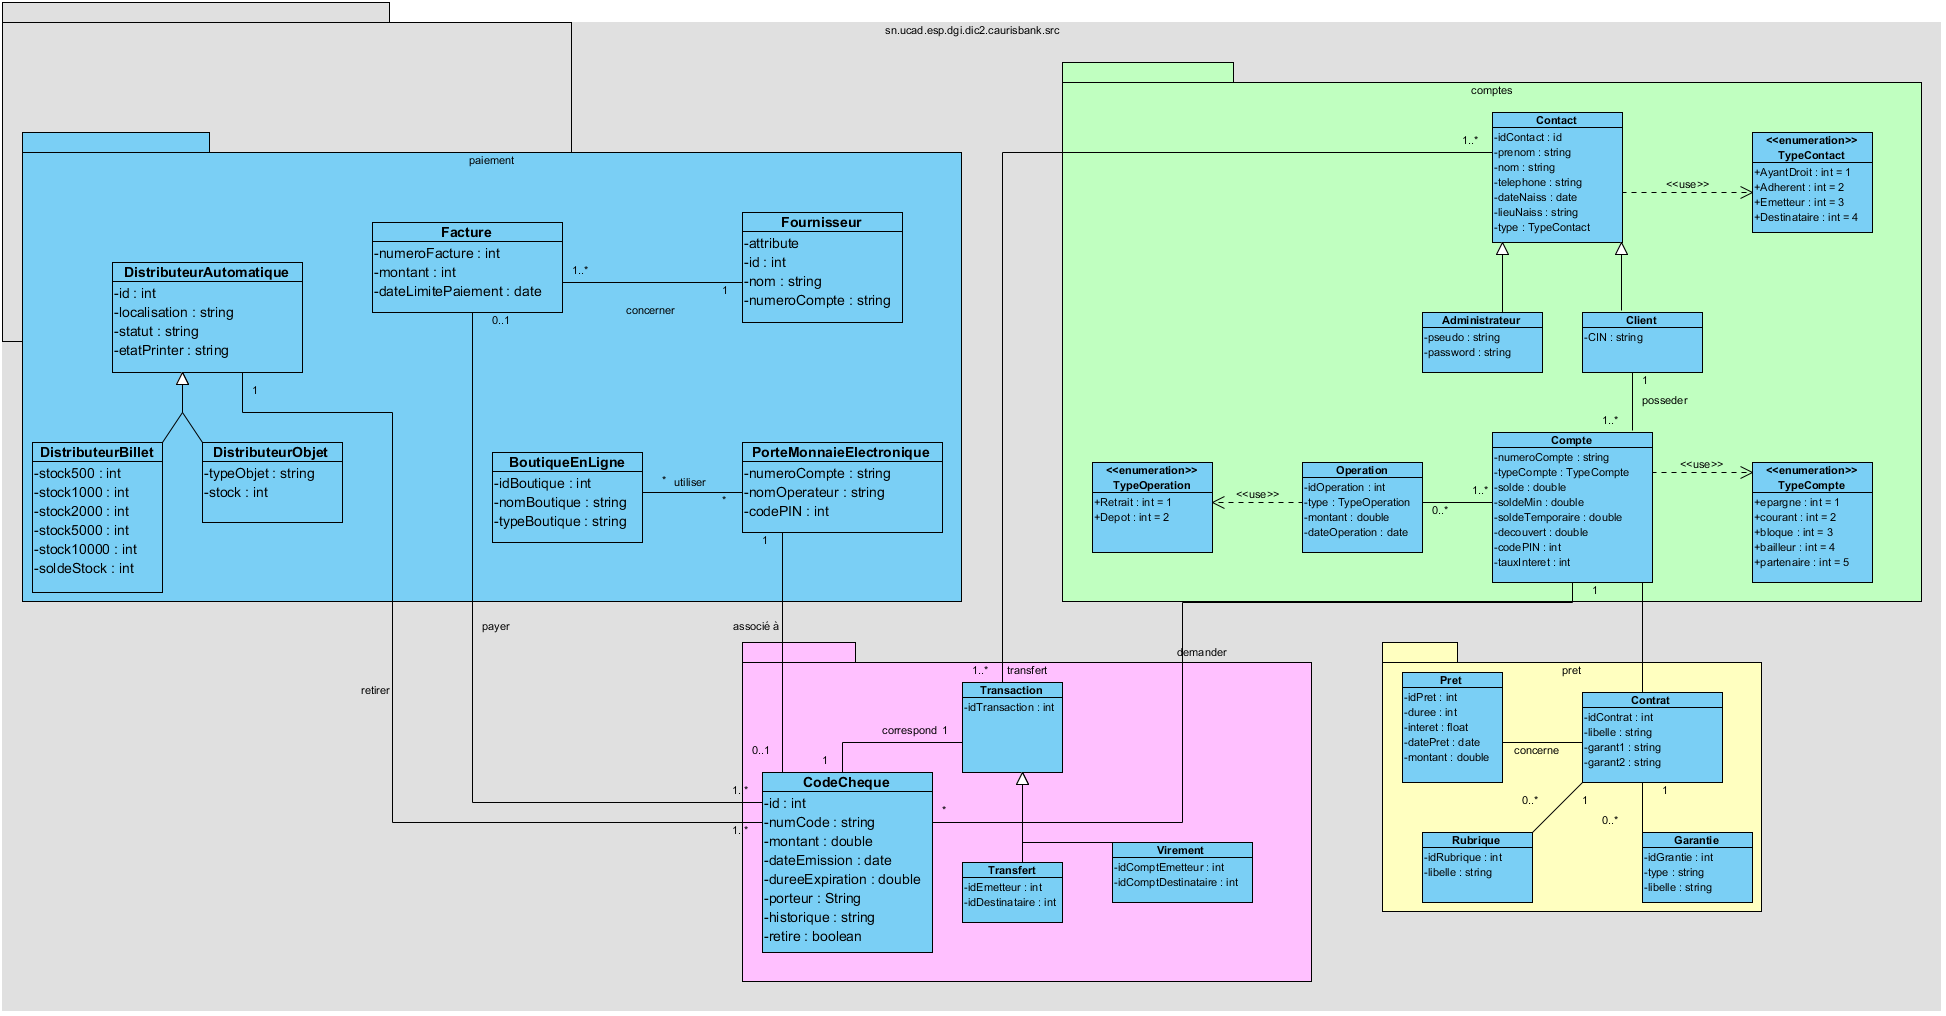 sn.ucad.esp.dgi.dic2.caurisbank.src
paiement
Facture
-numeroFacture : int
-montant : int
-dateLimitePaiement : date
Fournisseur
-attribute
-id : int
-nom : string
-numeroCompte : string
1..*
1
concerner
0..1
DistributeurAutomatique
-id : int
-localisation : string
-statut : string
-etatPrinter : string
1
DistributeurBillet
-stock500 : int
-stock1000 : int
-stock2000 : int
-stock5000 : int
-stock10000 : int
-soldeStock : int
DistributeurObjet
-typeObjet : string
-stock : int
BoutiqueEnLigne
-idBoutique : int
-nomBoutique : string
-typeBoutique : string
* utiliser
*
PorteMonnaieElectronique
-numeroCompte : string
-nomOperateur : string
-codePIN : int
1
comptes
Contact
-idContact : id
-prenom : string
-nom : string
-telephone : string
-dateNaiss : date
-lieuNaiss : string
-type : TypeContact
1..*
<<use>>
<<enumeration>>
TypeContact
+AyantDroit : int = 1
+Adherent : int = 2
+Emetteur : int = 3
+Destinataire : int = 4
Administrateur
-pseudo : string
-password : string
Client
-CIN : string
1
posseder
1..*
Compte
-numeroCompte : string
-typeCompte : TypeCompte
-solde : double
-soldeMin : double
-soldeTemporaire : double
-decouvert : double
-codePIN : int
-tauxInteret : int
<<use>>
<<enumeration>>
TypeCompte
+epargne : int = 1
+courant : int = 2
+bloque : int = 3
+bailleur : int = 4
+partenaire : int = 5
<<enumeration>>
TypeOperation
+Retrait : int = 1
+Depot : int = 2
<<use>>
Operation
-idOperation : int
-type : TypeOperation
-montant : double
-dateOperation : date
1..*
0..*
1
payer
associé à
demander
retirer
transfert
1..*
Transaction
-idTransaction : int
correspond 1
1
0..1
1..*
1..*
*
CodeCheque
-id : int
-numCode : string
-montant : double
-dateEmission : date
-dureeExpiration : double
-porteur : String
-historique : string
-retire : boolean
Transfert
-idEmetteur : int
-idDestinataire : int
Virement
-idComptEmetteur : int
-idComptDestinataire : int
pret
Pret
-idPret : int
-duree : int
-interet : float
-datePret : date
-montant : double
concerne
Contrat
-idContrat : int
-libelle : string
-garant1 : string
-garant2 : string
0..*
1
1
0..*
Rubrique
-idRubrique : int
-libelle : string
Garantie
-idGrantie : int
-type : string
-libelle : string